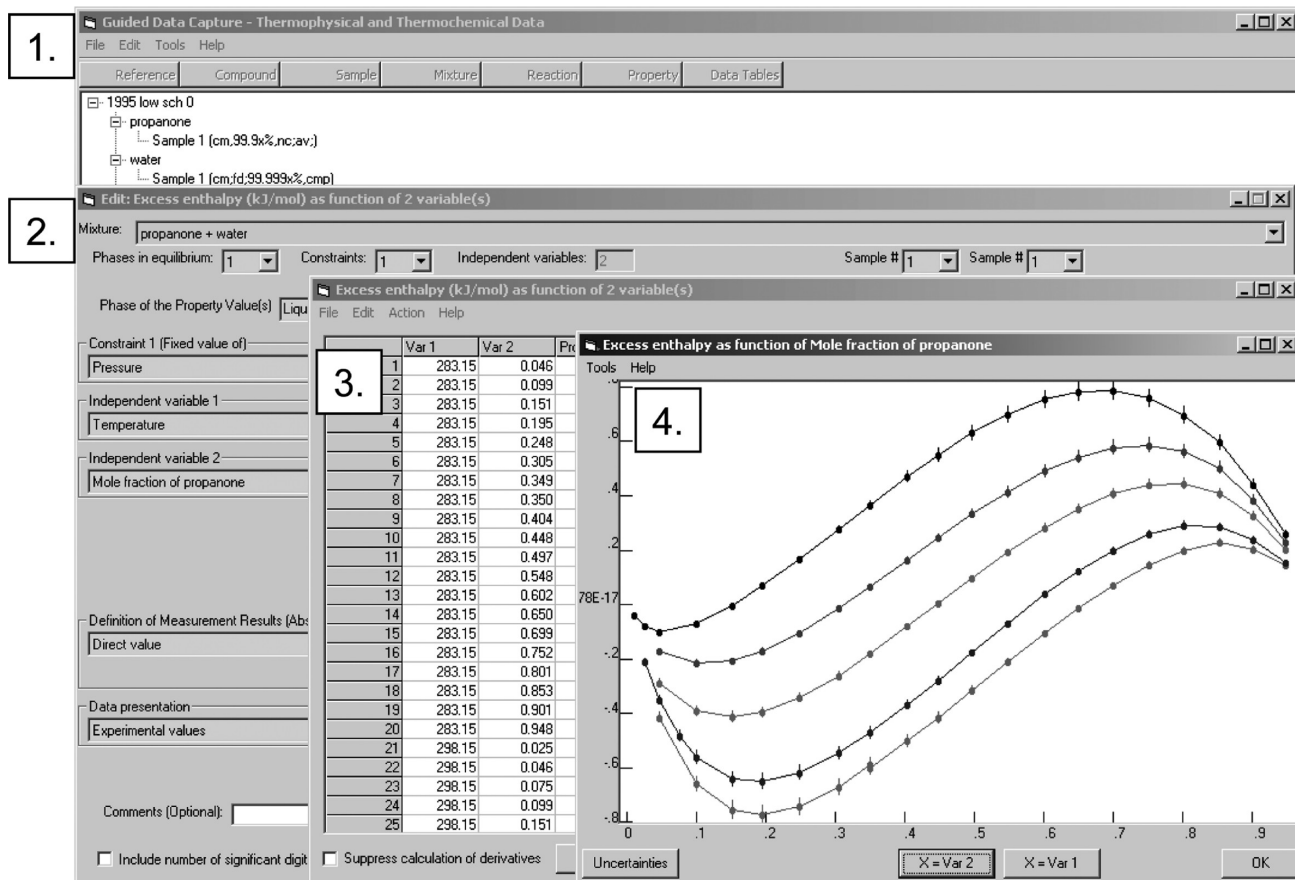 1.
Guided Data Capture - Thermophysical and Thermochemical Data
File Edit Tools Help
Reference Compound Sample Mixture Reaction Property Data Tables
1995 low sch 0
propanone
Sample 1 (cm,99.9x%,nc;av;)
water
Sample 1 (cm;fd;99.999x%,cmp)
2.
Edit: Excess enthalpy (kJ/mol) as function of 2 variable(s)
Mixture: propanone + water
Phases in equilibrium: 1 Constraints: 1 Independent variables: 2 Sample # 1 Sample # 1
Phase of the Property Value(s) Liqu
Constraint 1 (Fixed value of)
Pressure
Independent variable 1
Temperature
Independent variable 2
Mole fraction of propanone
Definition of Measurement Results (Abs
Direct value
Data presentation
Experimental values
Comments (Optional):
Include number of significant digit
3.
Excess enthalpy (kJ/mol) as function of 2 variable(s)
File Edit Action Help
Var 1 Var 2 Pro
1 283.15 0.046
2 283.15 0.099
3 283.15 0.151
4 283.15 0.195
5 283.15 0.248
6 283.15 0.305
7 283.15 0.349
8 283.15 0.350
9 283.15 0.404
10 283.15 0.448
11 283.15 0.497
12 283.15 0.548
13 283.15 0.602
14 283.15 0.650
15 283.15 0.699
16 283.15 0.752
17 283.15 0.801
18 283.15 0.853
19 283.15 0.901
20 283.15 0.948
21 298.15 0.025
22 298.15 0.046
23 298.15 0.075
24 298.15 0.099
25 298.15 0.151
Suppress calculation of derivatives
4.
Excess enthalpy as function of Mole fraction of propanone
Tools Help
.6
.4
.2
78E-17
-.2
-.4
-.6
-.8
0 .1 .2 .3 .4 .5 .6 .7 .8 .9
Uncertainties X = Var 2 X = Var 1 OK